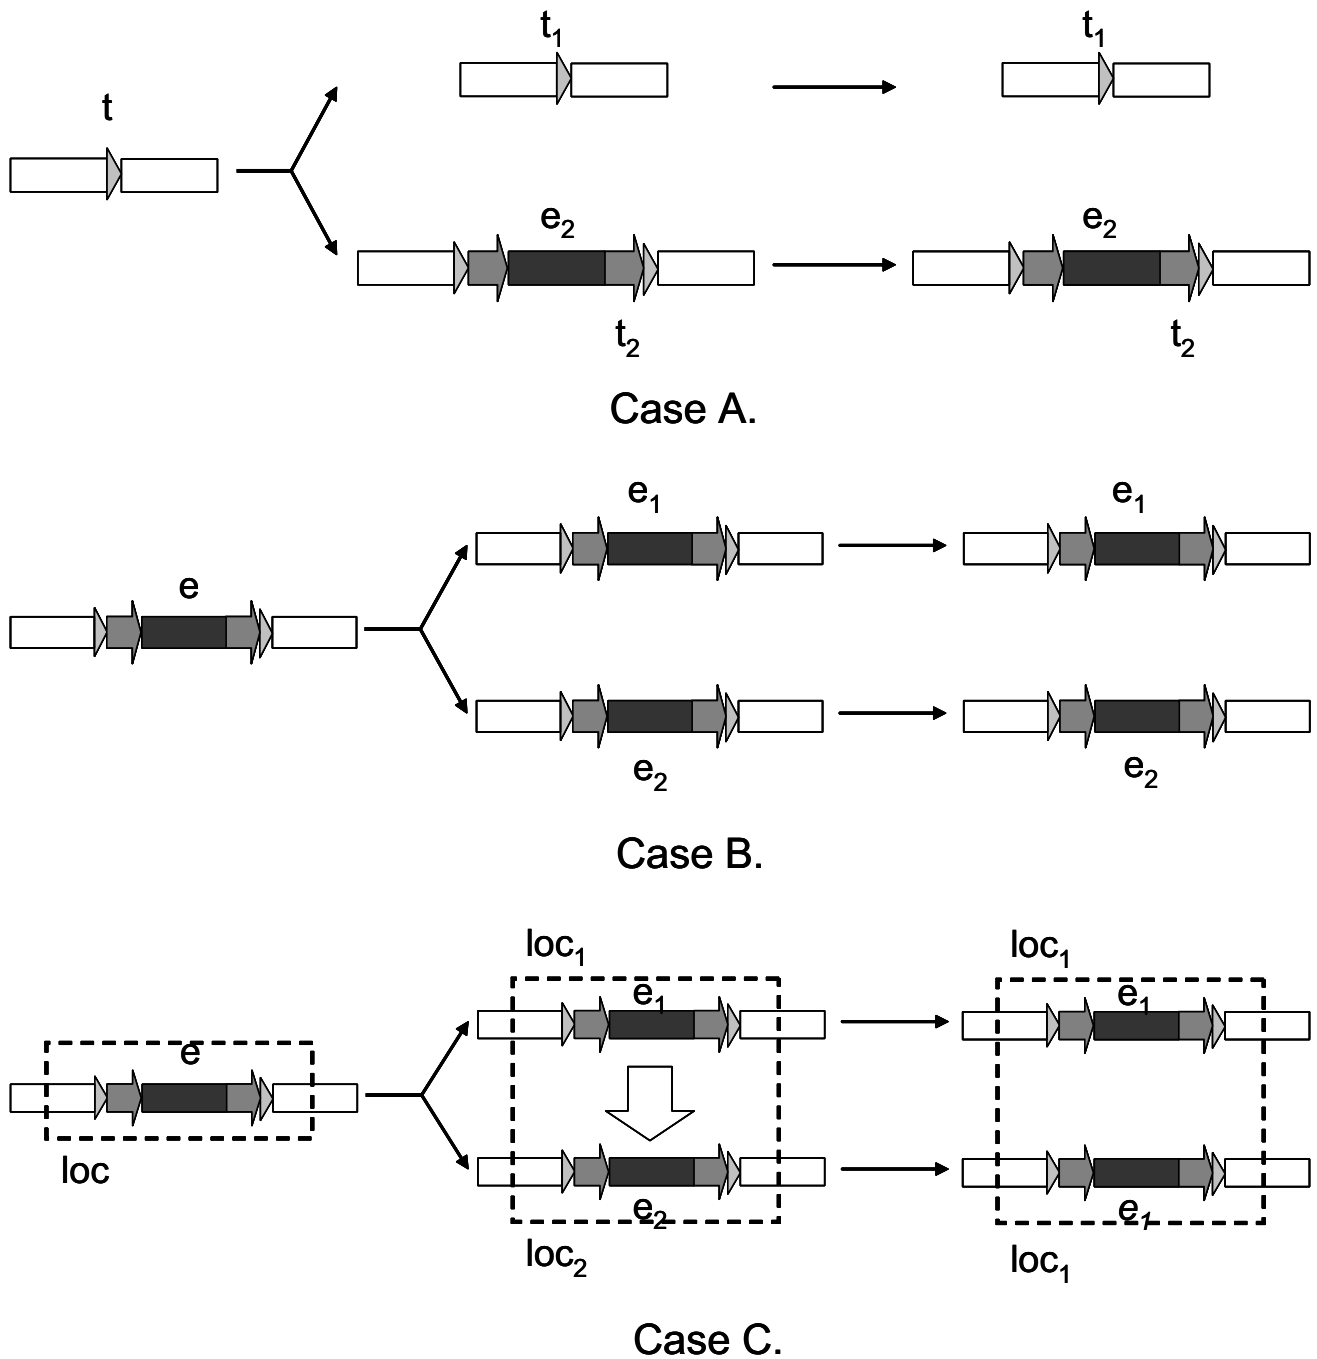 t₁ t₁
t
e₂ e₂
t₂ t₂
Case A.
e₁ e₁
e
e₂ e₂
Case B.
loc₁ loc₁
e₁ e₁
e
loc
e₂ e₁
loc₂ loc₁
Case C.